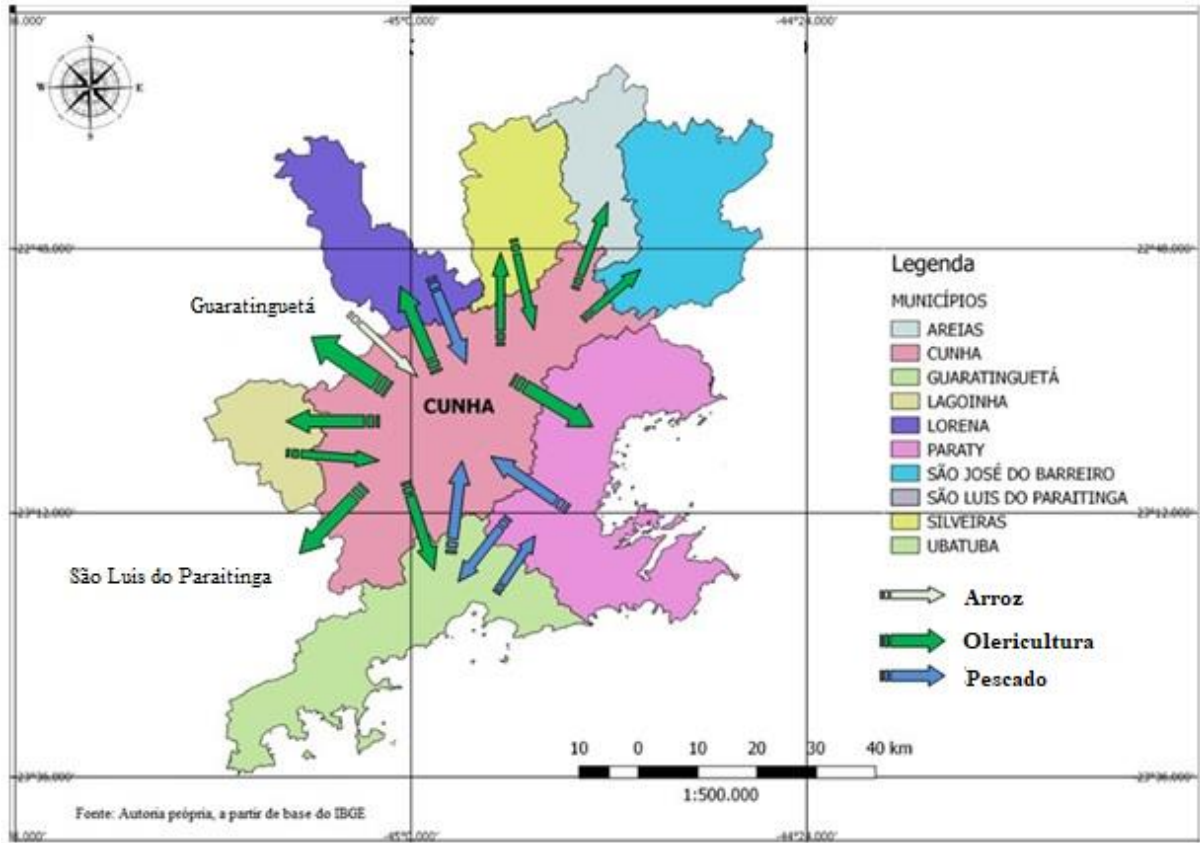 -45°0.000'
-44°24.000'
N
W
E
S
22°48.000'
-22°48.000'
Guaratinguetá
CUNHA
São Luis do Paraitinga
Legenda
MUNICÍPIOS
AREIAS
CUNHA
GUARATINGUETÁ
LAGOINHA
LORENA
PARATY
SÃO JOSÉ DO BARREIRO
SÃO LUIS DO PARAITINGA
SILVEIRAS
UBATUBA
-23°12.000'
-23°12.000'
Arroz
Olericultura
Pescado
10 0 10 20 30 40 km
1:500.000
-23°36.000'
-23°36.000'
Fonte: Autoria própria, a partir de base do IBGE
-45°0.000'
-44°24.000'